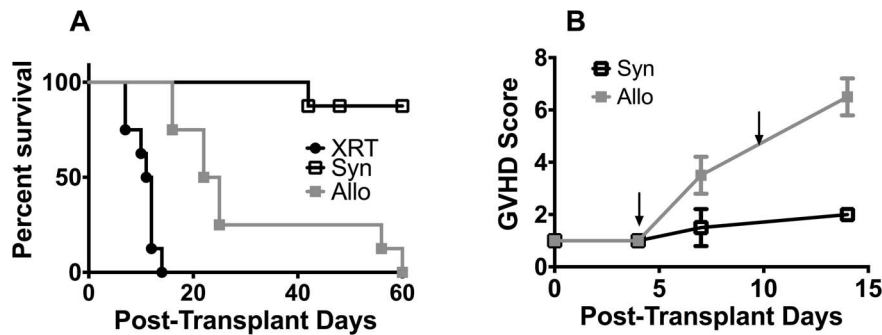 A
Percent survival
100
50
0
XRT
Syn
Allo
0 20 40 60
Post-Transplant Days
B
GVHD Score
8
6
4
2
0
Syn
Allo
0 5 10 15
Post-Transplant Days